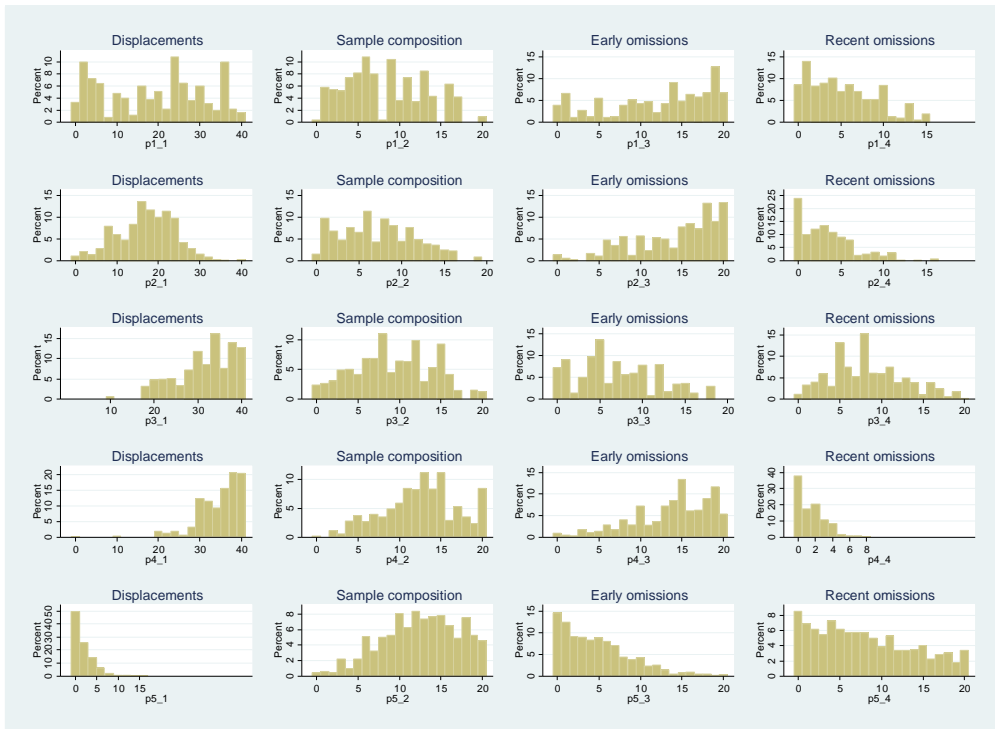 Displacements
Percent
0 2 4 6 8 10
0 10 20 30 40
p1_1
Sample composition
Percent
0 2 4 6 8 10
5 10 15 20
p1_2
Early omissions
Percent
0 5 10 15
0 5 10 15 20
p1_3
Recent omissions
Percent
0 5 10 15
0 5 10 15
p1_4
Displacements
Percent
0 5 10 15
0 10 20 30 40
p2_1
Sample composition
Percent
0 5 10 15
0 5 10 15 20
p2_2
Early omissions
Percent
0 5 10 15
0 5 10 15 20
p2_3
Recent omissions
Percent
0 5 10 15 20 25
0 5 10 15
p2_4
Displacements
Percent
0 5 10 15
10 20 30 40
p3_1
Sample composition
Percent
0 5 10
0 5 10 15 20
p3_2
Early omissions
Percent
0 5 10 15
0 5 10 15 20
p3_3
Recent omissions
Percent
0 5 10 15
0 5 10 15 20
p3_4
Displacements
Percent
0 5 10 15 20
0 10 20 30 40
p4_1
Sample composition
Percent
0 5 10
0 5 10 15 20
p4_2
Early omissions
Percent
0 5 10 15
0 5 10 15 20
p4_3
Recent omissions
Percent
0 10 20 30 40
0 2 4 6 8
p4_4
Displacements
Percent
0 10 20 30 40 50
0 5 10 15
p5_1
Sample composition
Percent
0 2 4 6 8
0 5 10 15 20
p5_2
Early omissions
Percent
0 5 10 15
0 5 10 15 20
p5_3
Recent omissions
Percent
0 2 4 6 8
0 5 10 15 20
p5_4